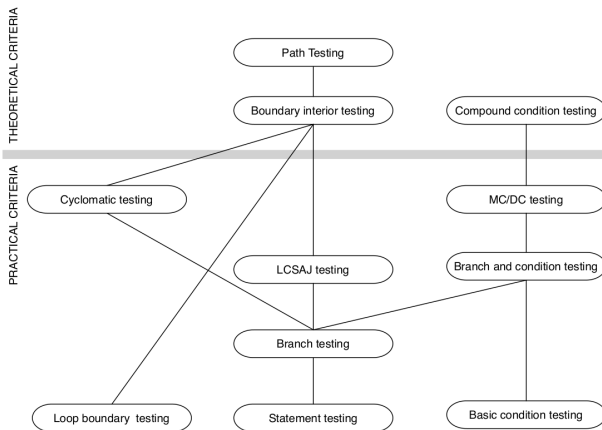 THEORETICAL CRITERIA
Path Testing
Boundary interior testing
Compound condition testing
PRACTICAL CRITERIA
Cyclomatic testing
MC/DC testing
LCSAJ testing
Branch and condition testing
Branch testing
Loop boundary testing
Statement testing
Basic condition testing